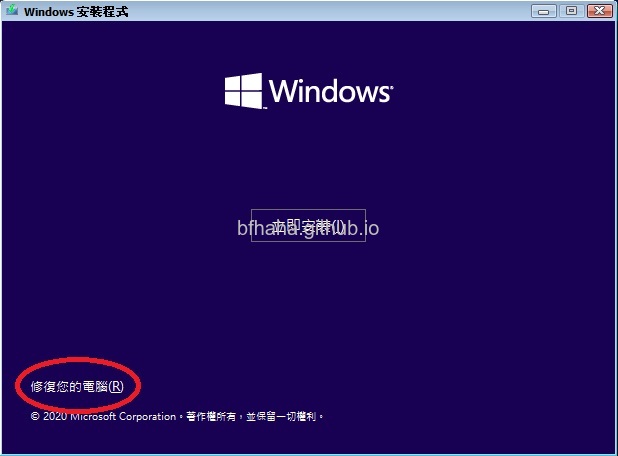 Windows 安裝程式
Windows
立即安裝(I)
bfhana.github.io
修復您的電腦(R)
© 2020 Microsoft Corporation。著作權所有，並保留一切權利。